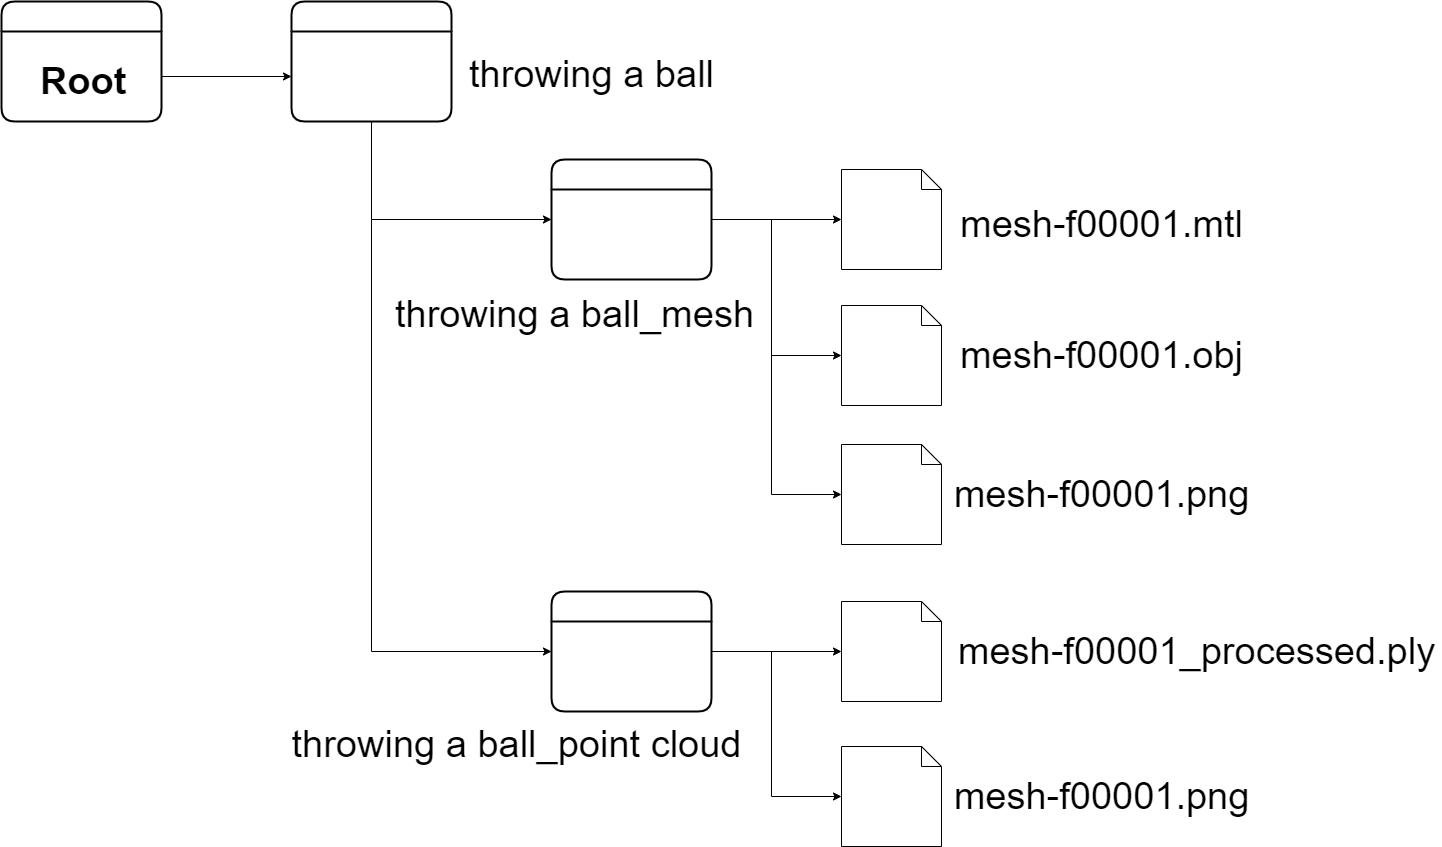 Root
throwing a ball
mesh-f00001.mtl
throwing a ball_mesh
mesh-f00001.obj
mesh-f00001.png
mesh-f00001_processed.ply
throwing a ball_point cloud
mesh-f00001.png